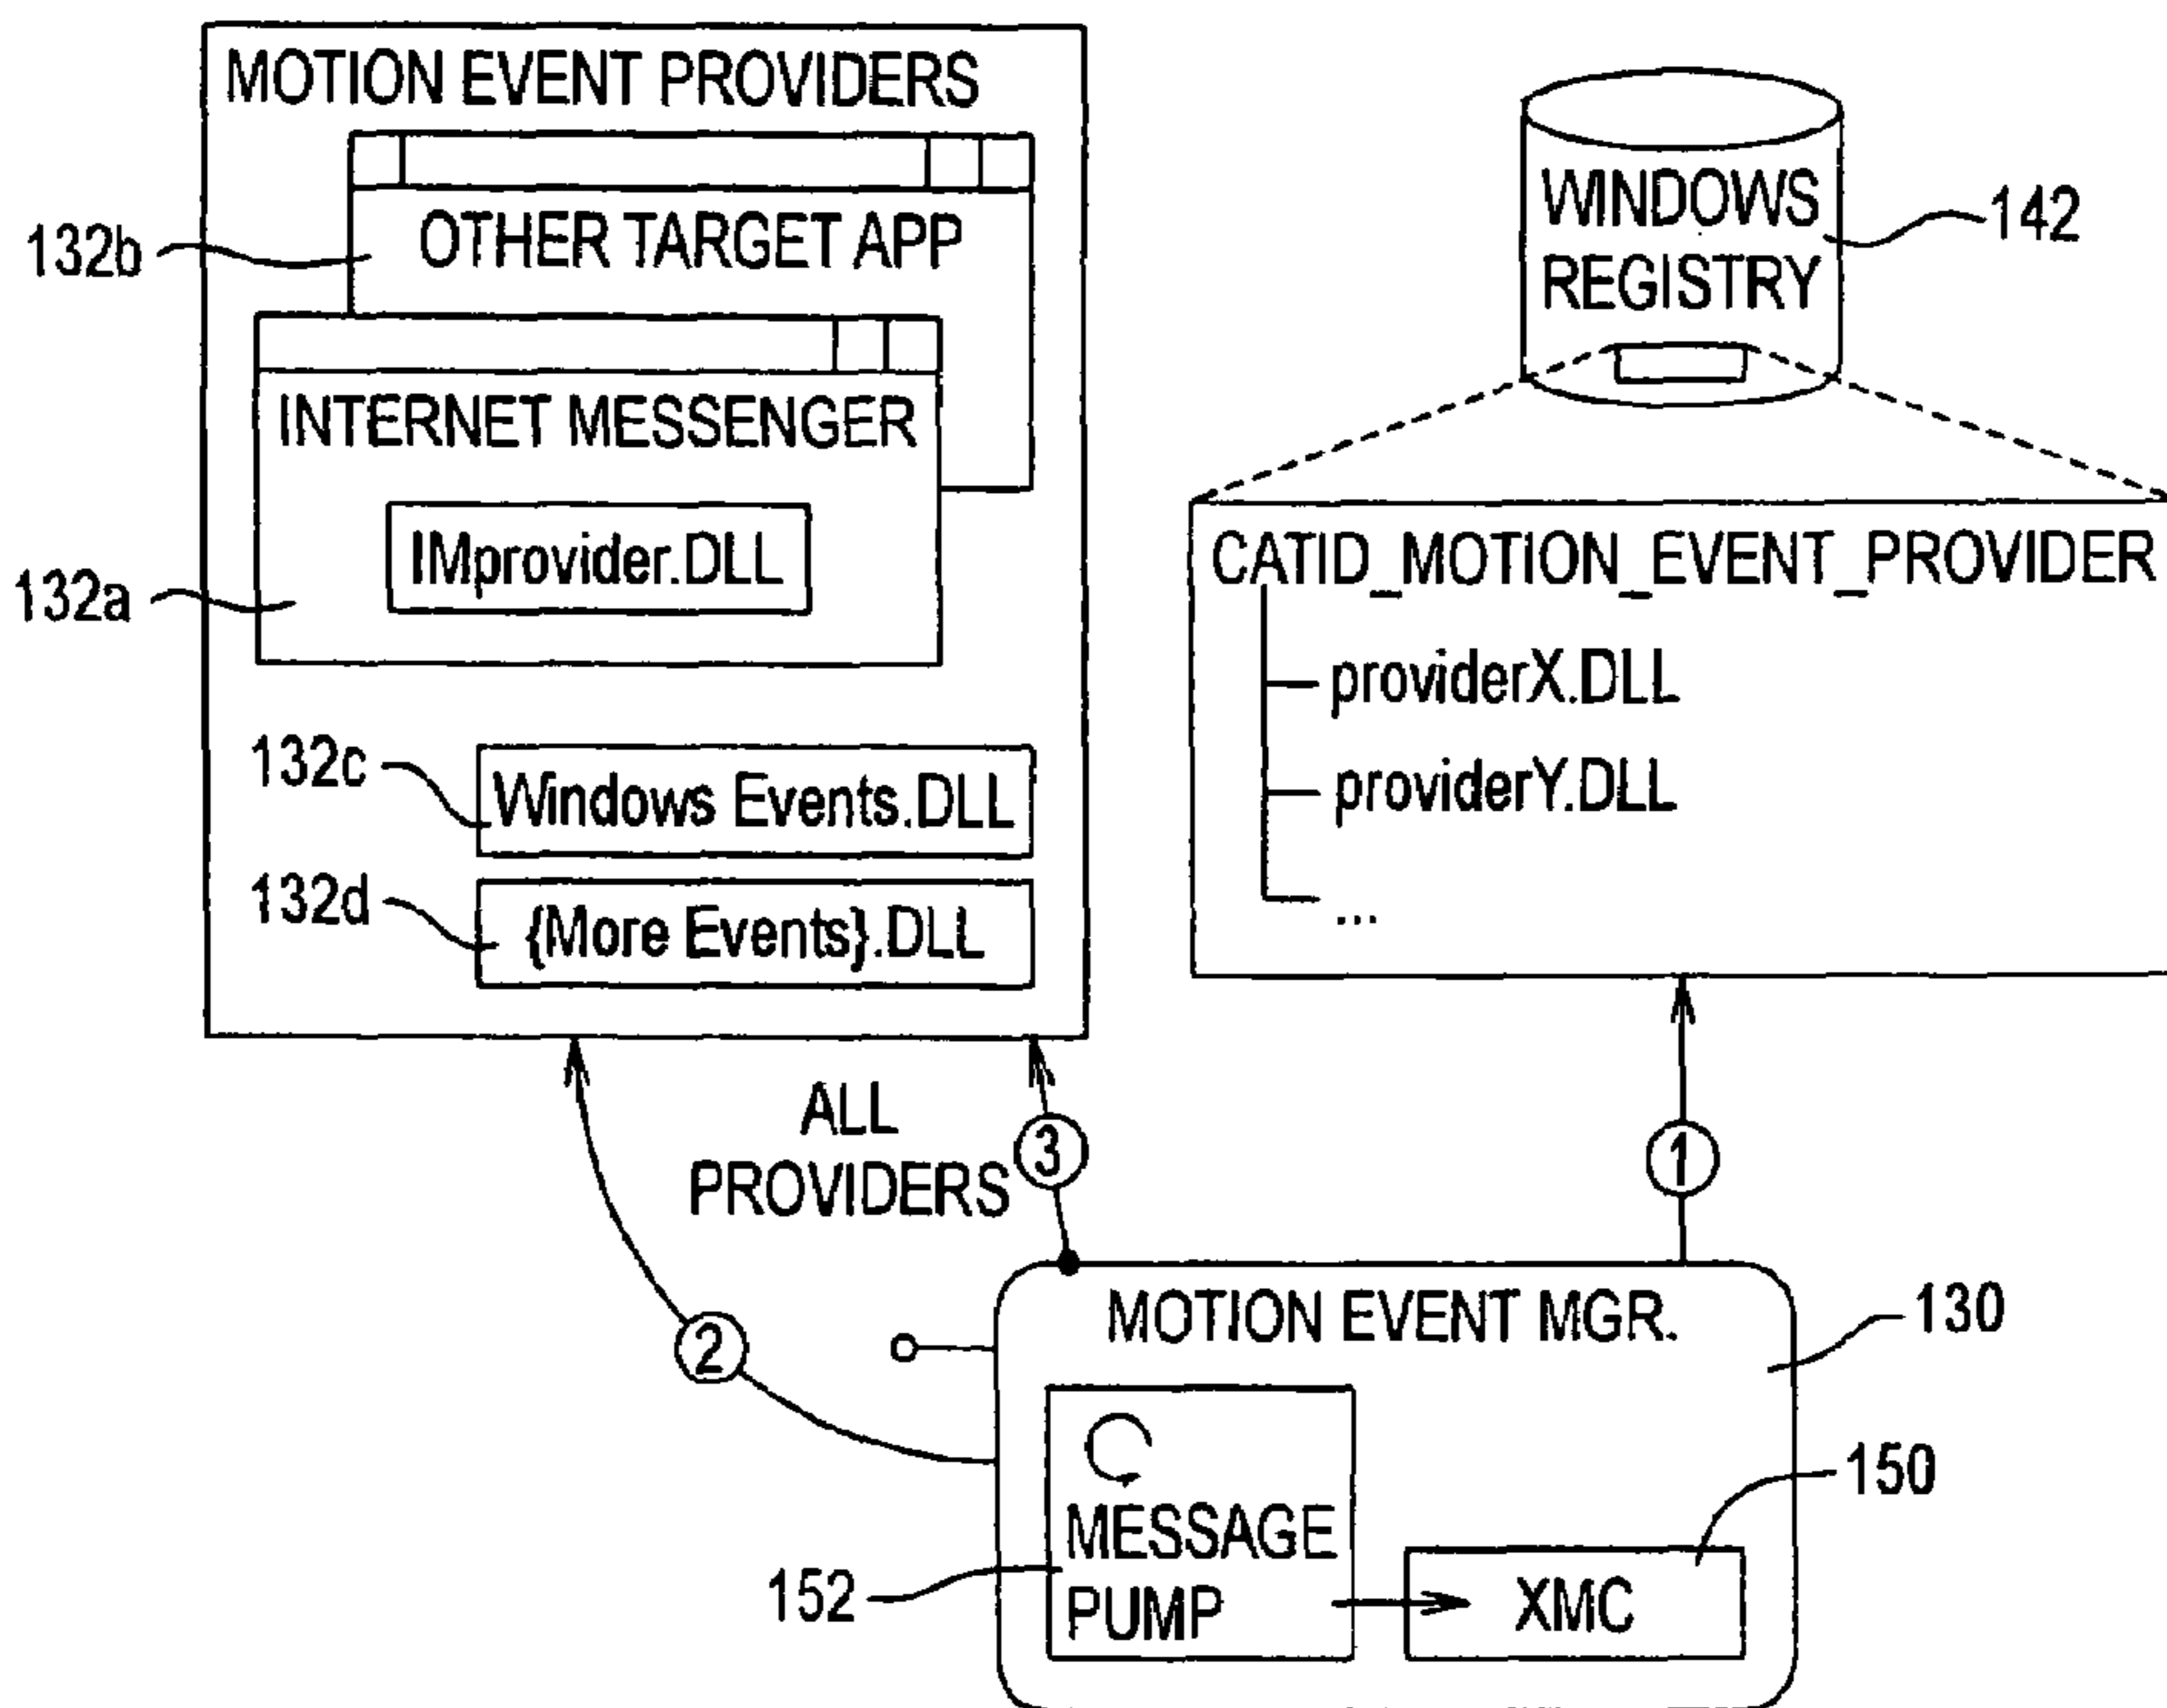 MOTION EVENT PROVIDERS
132b
OTHER TARGET APP
INTERNET MESSENGER
IMprovider.DLL
132a
132c
Windows Events.DLL
132d
{More Events}.DLL
WINDOWS
REGISTRY
142
CATID_MOTION_EVENT_PROVIDER
providerX.DLL
providerY.DLL
...
ALL
PROVIDERS
3
1
2
MOTION EVENT MGR.
130
MESSAGE
PUMP
152
XMC
150